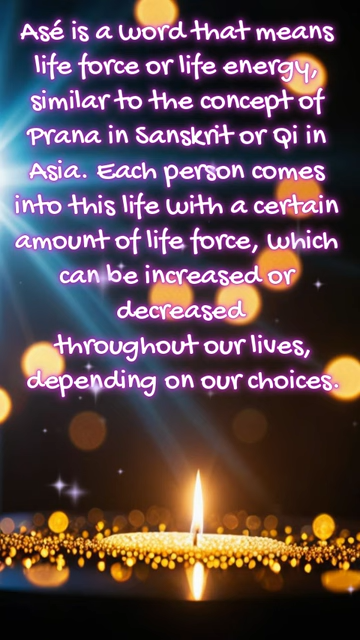 Asé is a word that means
life force or life energy,
similar to the concept of
Prana in Sanskrit or Qi in
Asia. Each person comes
into this life with a certain
amount of life force, which
can be increased or
decreased
throughout our lives,
depending on our choices.